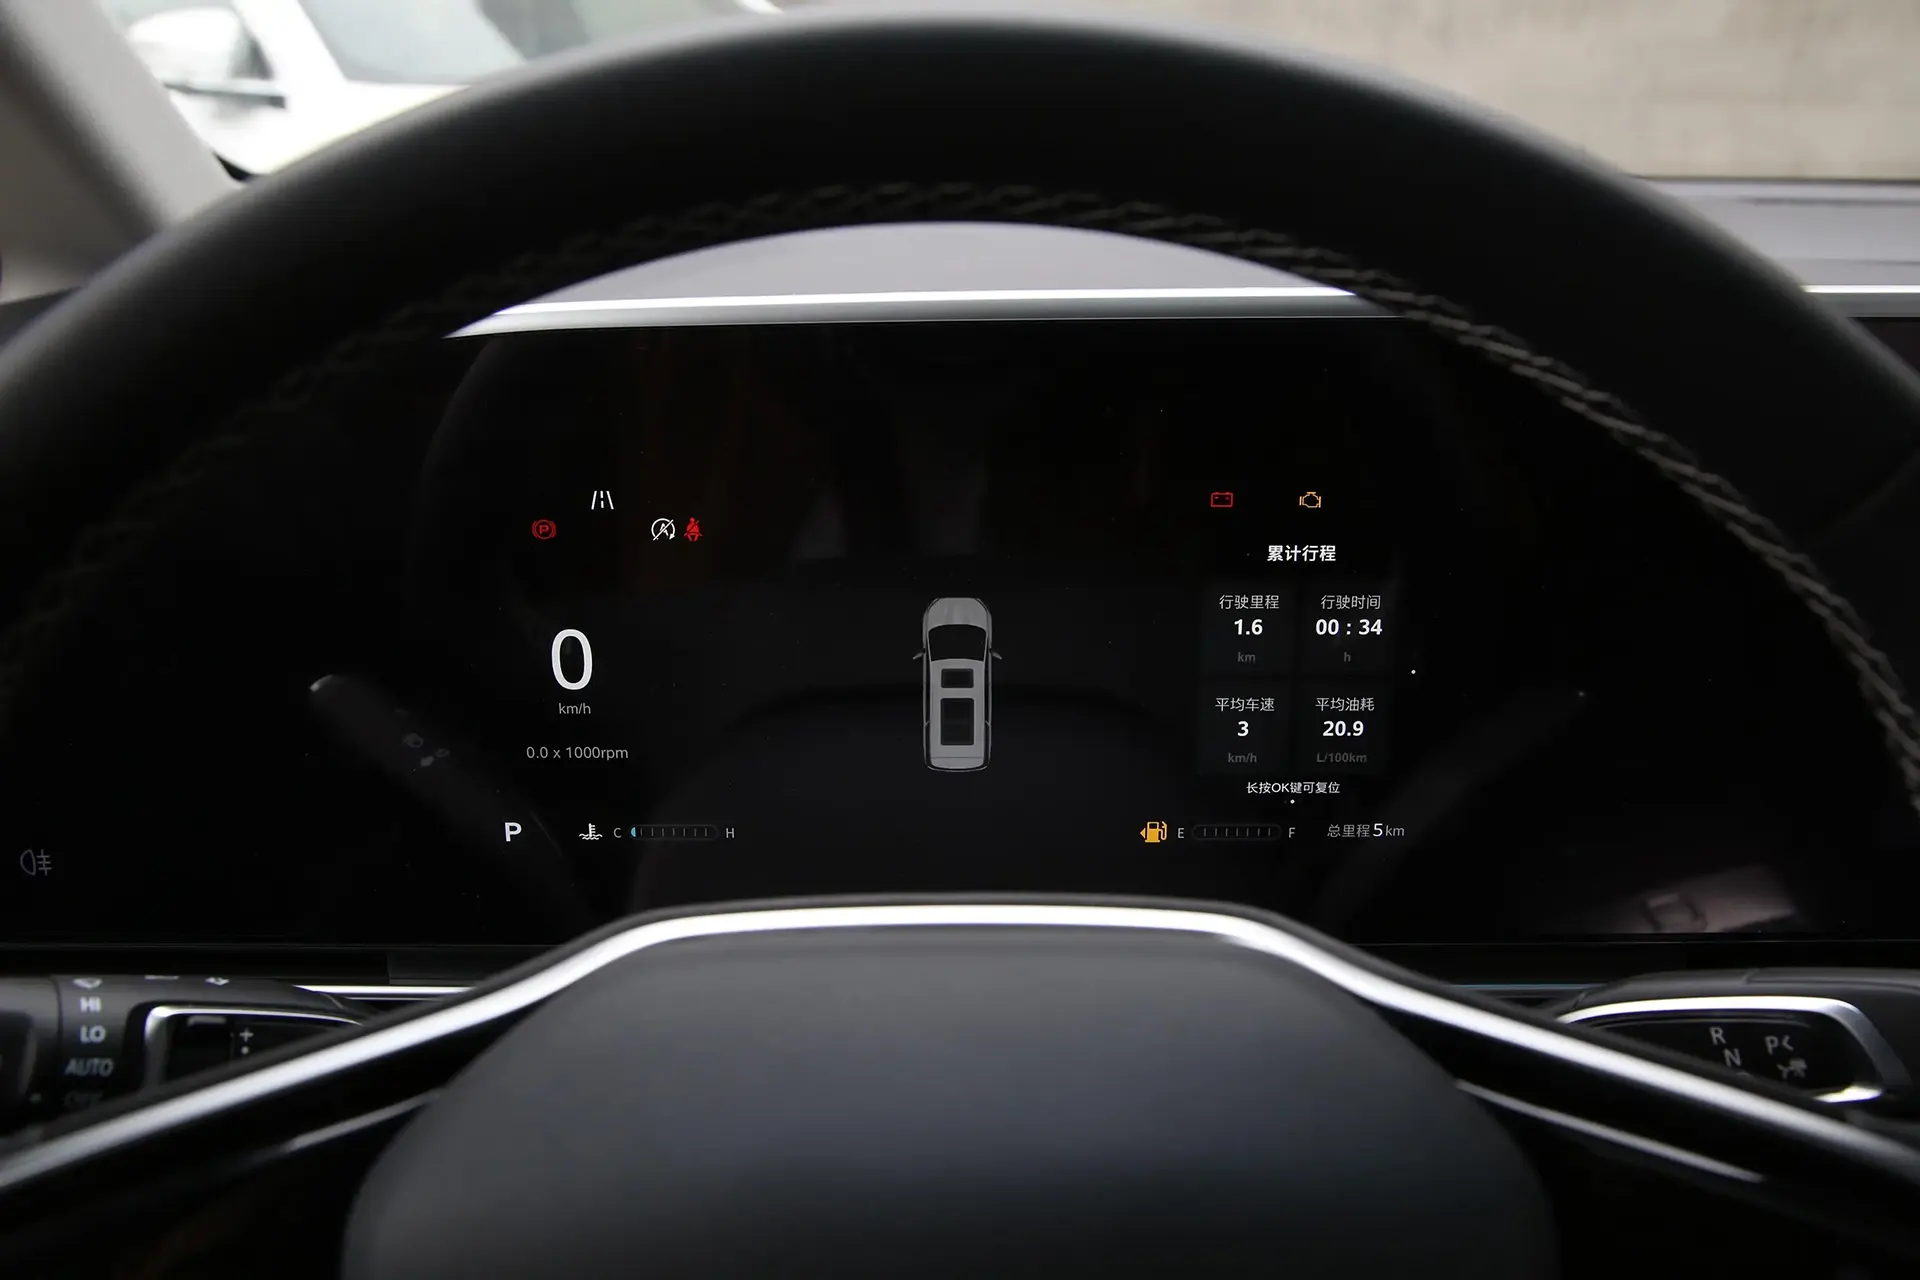 P
累计行程
行驶里程 行驶时间
1.6 00 : 34
km h
0
km/h
平均车速 平均油耗
3 20.9
km/h L/100km
0.0 x 1000rpm
长按OK键可复位
P C H E F 总里程5km
HI
LO
AUTO
OFF
+
R
N
P<